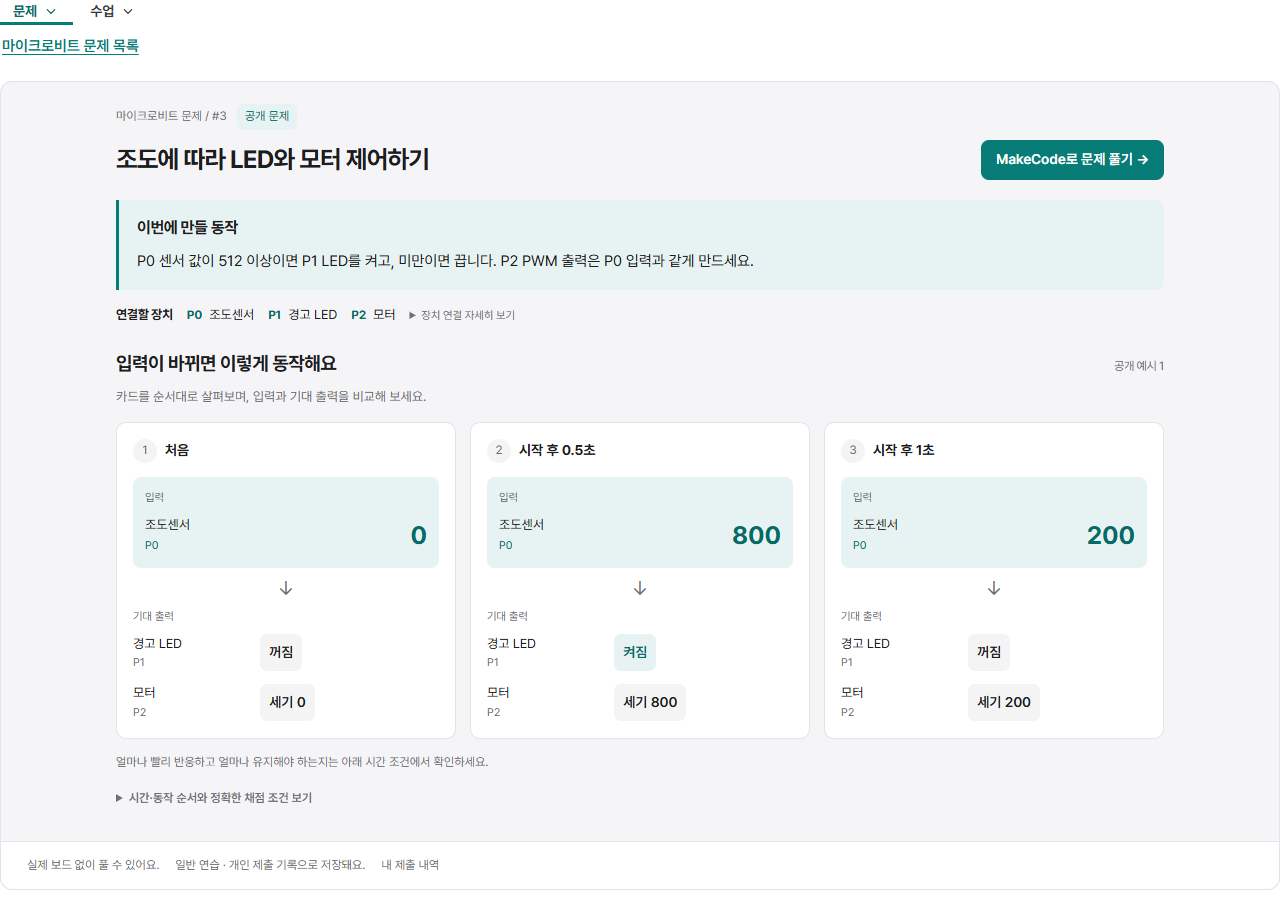 문제 수업
마이크로비트 문제 목록
마이크로비트 문제 / #3 공개 문제
조도에 따라 LED와 모터 제어하기
MakeCode로 문제 풀기 →
이번에 만들 동작
P0 센서 값이 512 이상이면 P1 LED를 켜고, 미만이면 끕니다. P2 PWM 출력은 P0 입력과 같게 만드세요.
연결할 장치 P0 조도센서 P1 경고 LED P2 모터 ▶ 장치 연결 자세히 보기
입력이 바뀌면 이렇게 동작해요
공개 예시 1
카드를 순서대로 살펴보며, 입력과 기대 출력을 비교해 보세요.
1 처음
입력
조도센서
P0
0
↓
기대 출력
경고 LED
P1
꺼짐
모터
P2
세기 0
2 시작 후 0.5초
입력
조도센서
P0
800
↓
기대 출력
경고 LED
P1
켜짐
모터
P2
세기 800
3 시작 후 1초
입력
조도센서
P0
200
↓
기대 출력
경고 LED
P1
꺼짐
모터
P2
세기 200
얼마나 빨리 반응하고 얼마나 유지해야 하는지는 아래 시간 조건에서 확인하세요.
▶ 시간·동작 순서와 정확한 채점 조건 보기
실제 보드 없이 풀 수 있어요. 일반 연습 · 개인 제출 기록으로 저장돼요. 내 제출 내역